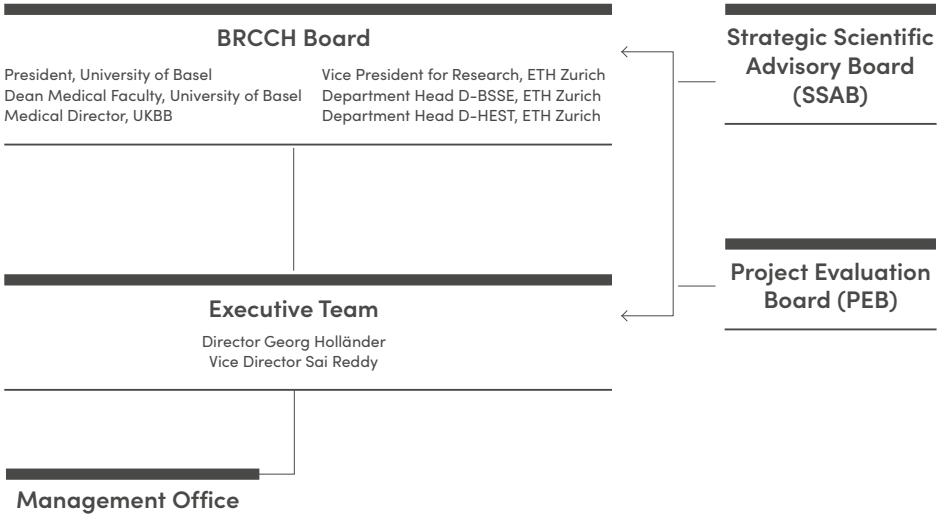 BRCCH Board
President, University of Basel
Dean Medical Faculty, University of Basel
Medical Director, UKBB
Vice President for Research, ETH Zurich
Department Head D-BSSE, ETH Zurich
Department Head D-HEST, ETH Zurich
Strategic Scientific
Advisory Board
(SSAB)
Project Evaluation
Board (PEB)
Executive Team
Director Georg Holländer
Vice Director Sai Reddy
Management Office